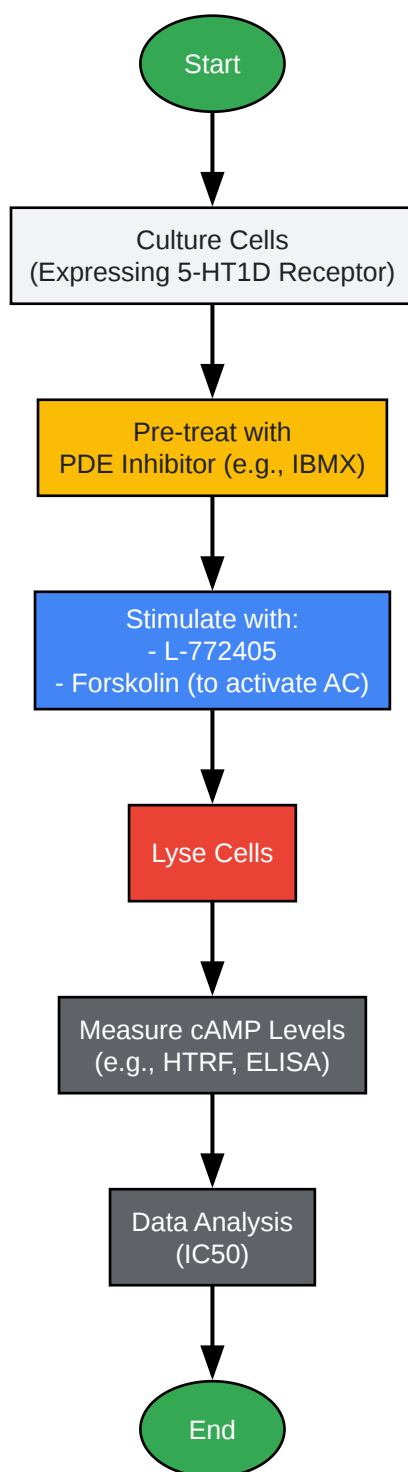 Start
Culture Cells
(Expressing 5-HT1D Receptor)
Pre-treat with
PDE Inhibitor (e.g., IBMX)
Stimulate with:
- L-772405
- Forskolin (to activate AC)
Lyse Cells
Measure cAMP Levels
(e.g., HTRF, ELISA)
Data Analysis
(IC50)
End